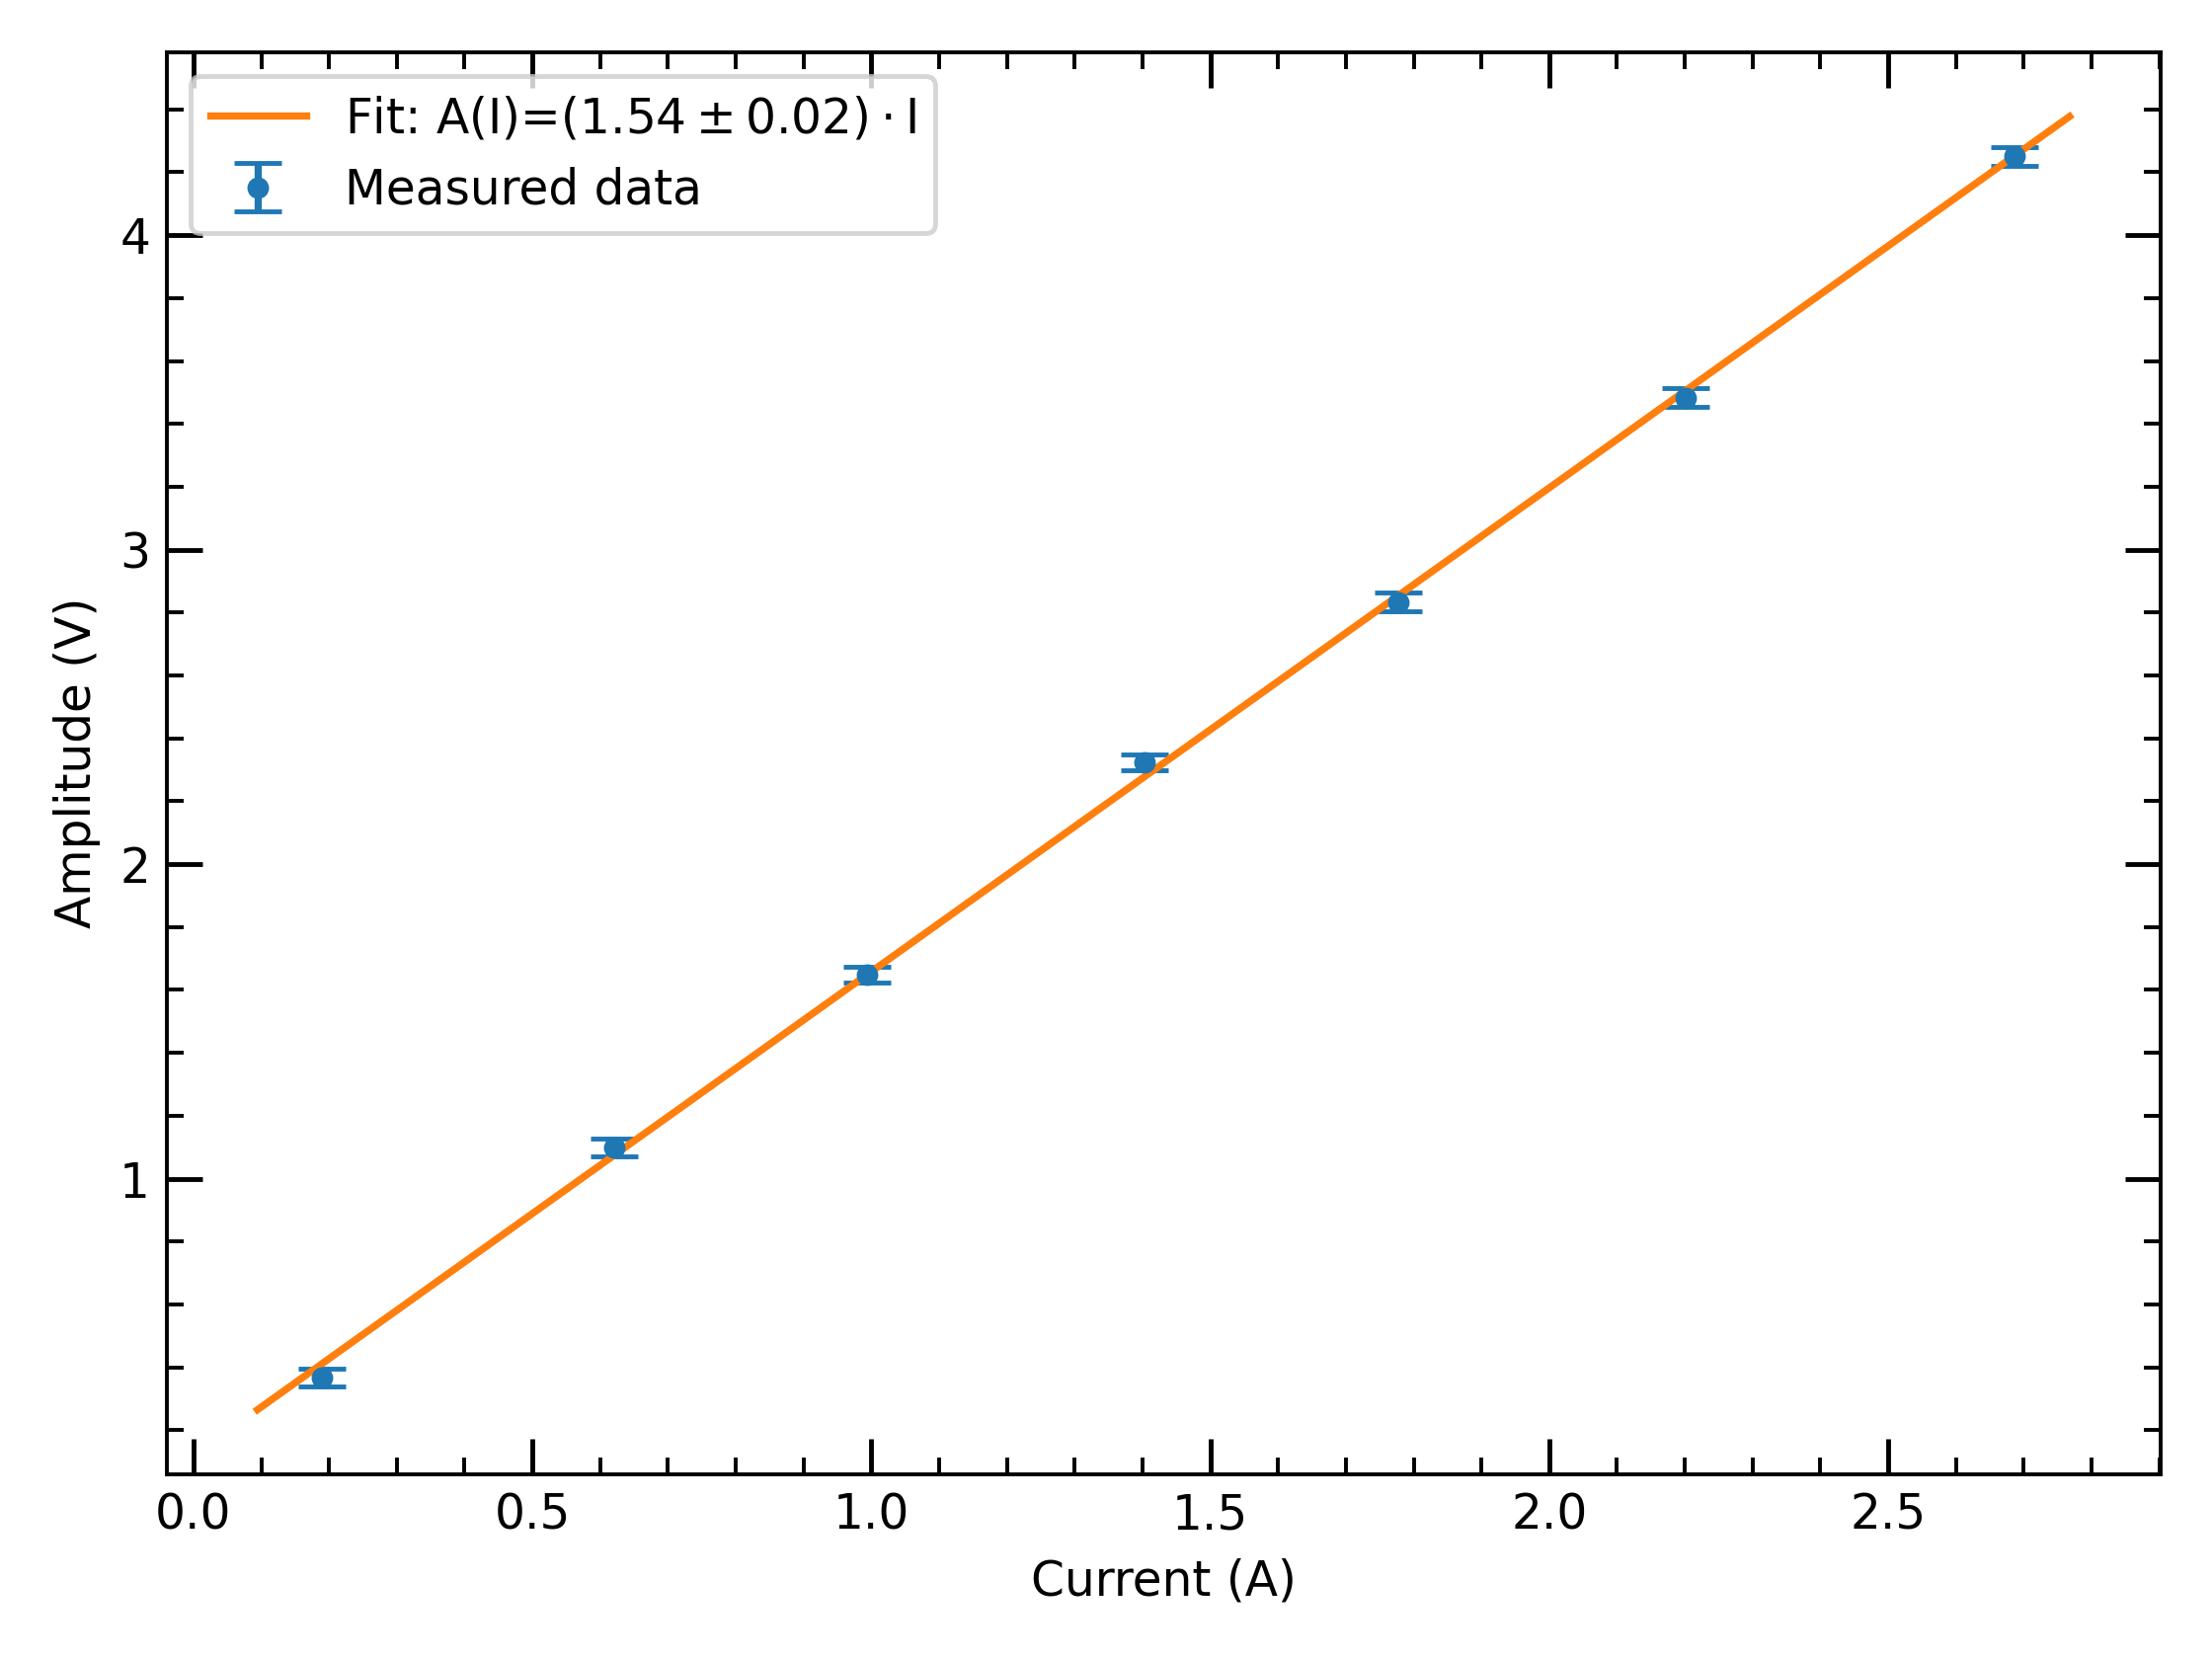 Fit: A(I)=(1.54 ± 0.02) · I
Measured data
4
3
2
1
Amplitude (V)
0.0 0.5 1.0 1.5 2.0 2.5
Current (A)